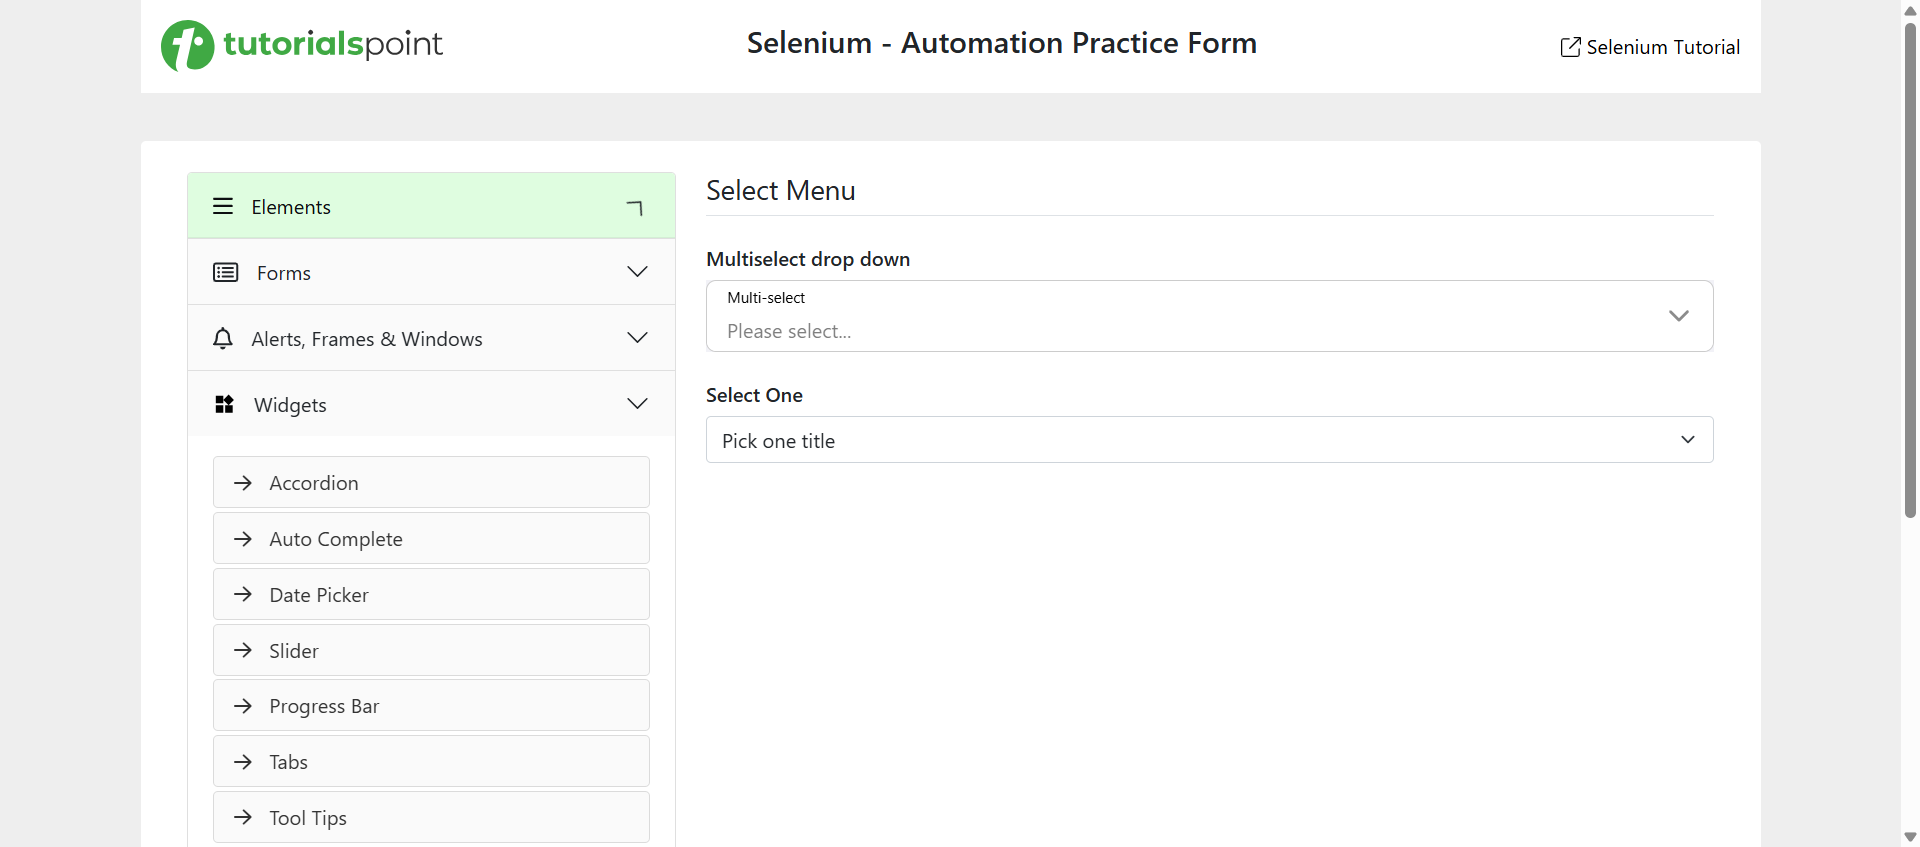 tutorialspoint
Selenium - Automation Practice Form
Selenium Tutorial
Elements
Forms
Alerts, Frames & Windows
Widgets
Accordion
Auto Complete
Date Picker
Slider
Progress Bar
Tabs
Tool Tips
Select Menu
Multiselect drop down
Multi-select
Please select...
Select One
Pick one title